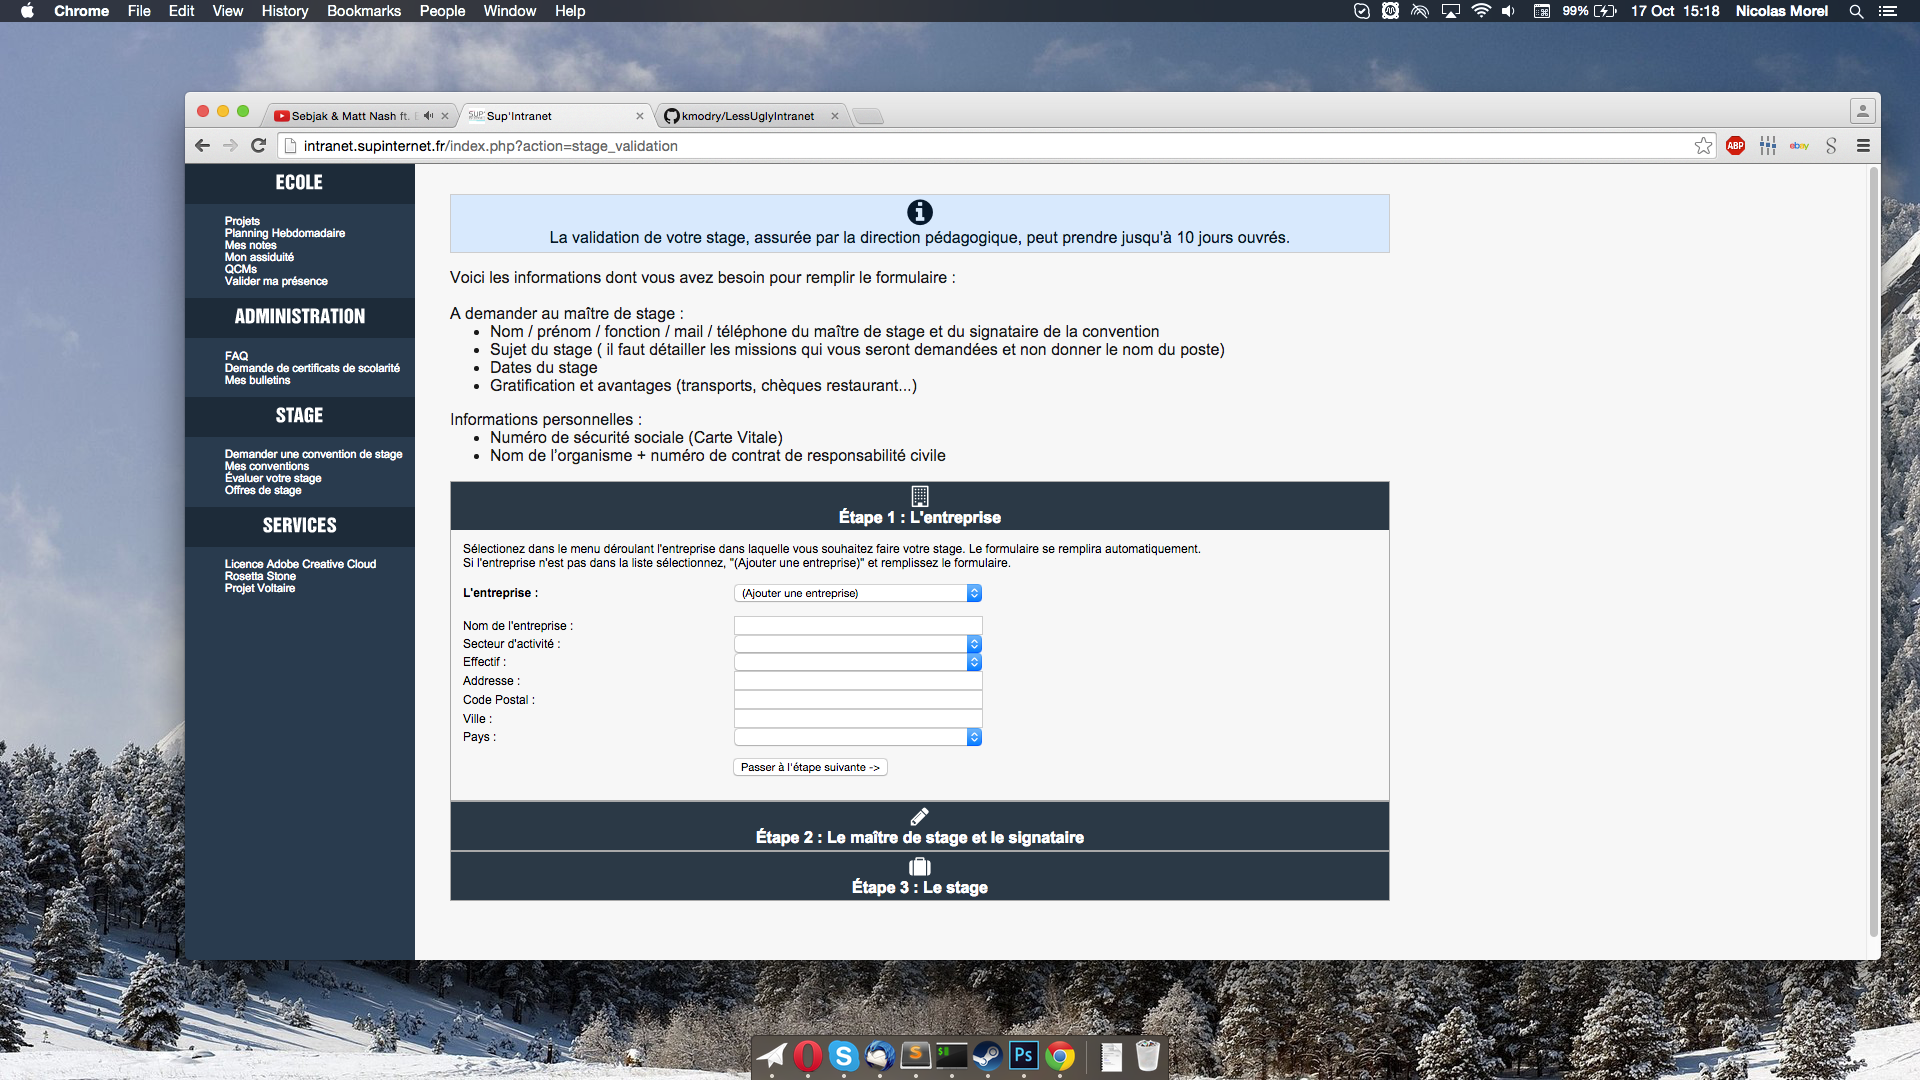 Chrome File Edit View History Bookmarks People Window Help
99% 17 Oct 15:18 Nicolas Morel
Sebjak & Matt Nash ft.
SUP' Sup'Intranet
kmodry/LessUglyIntranet
intranet.supinternet.fr/index.php?action=stage_validation
ABP ebay S
ECOLE
Projets
Planning Hebdomadaire
Mes notes
Mon assiduité
QCMs
Valider ma présence
ADMINISTRATION
FAQ
Demande de certificats de scolarité
Mes bulletins
STAGE
Demander une convention de stage
Mes conventions
Évaluer votre stage
Offres de stage
SERVICES
Licence Adobe Creative Cloud
Rosetta Stone
Projet Voltaire
La validation de votre stage, assurée par la direction pédagogique, peut prendre jusqu'à 10 jours ouvrés.
Voici les informations dont vous avez besoin pour remplir le formulaire :
A demander au maître de stage :
• Nom / prénom / fonction / mail / téléphone du maître de stage et du signataire de la convention
• Sujet du stage ( il faut détailler les missions qui vous seront demandées et non donner le nom du poste)
• Dates du stage
• Gratification et avantages (transports, chèques restaurant...)
Informations personnelles :
• Numéro de sécurité sociale (Carte Vitale)
• Nom de l'organisme + numéro de contrat de responsabilité civile
Étape 1 : L'entreprise
Sélectionez dans le menu déroulant l'entreprise dans laquelle vous souhaitez faire votre stage. Le formulaire se remplira automatiquement.
Si l'entreprise n'est pas dans la liste sélectionnez, "(Ajouter une entreprise)" et remplissez le formulaire.
L'entreprise : (Ajouter une entreprise)
Nom de l'entreprise :
Secteur d'activité :
Effectif :
Addresse :
Code Postal :
Ville :
Pays :
Passer à l'étape suivante ->
Étape 2 : Le maître de stage et le signataire
Étape 3 : Le stage
S S $ Ps